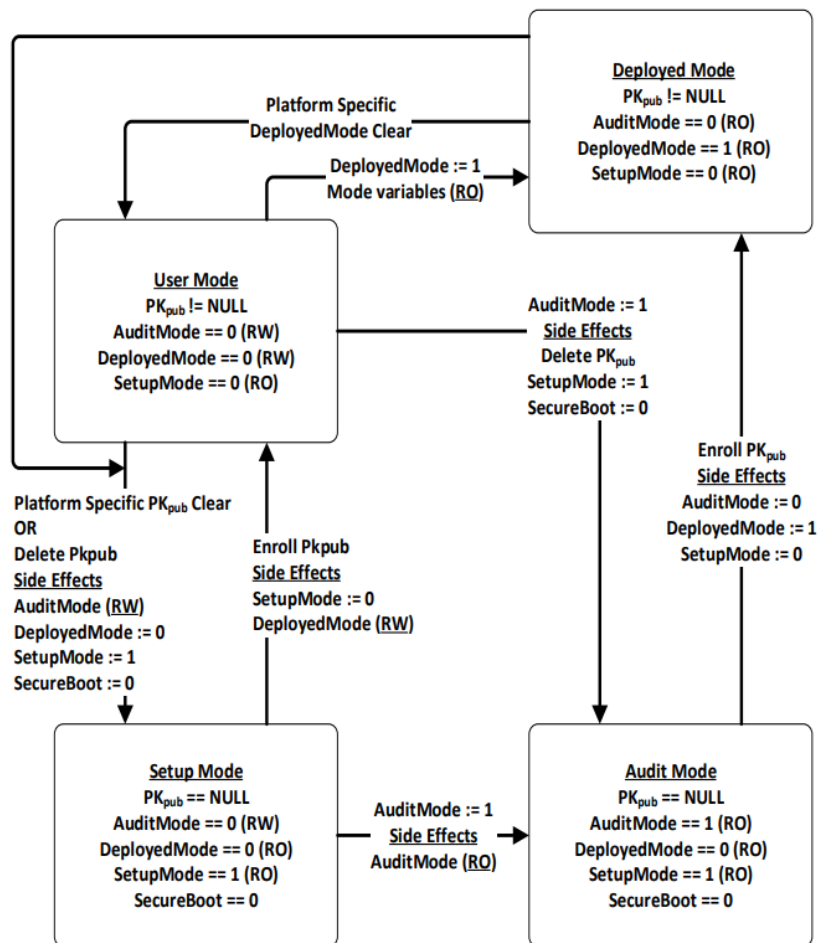 Deployed Mode
PKpub != NULL
AuditMode == 0 (RO)
DeployedMode == 1 (RO)
SetupMode == 0 (RO)
Platform Specific
DeployedMode Clear
DeployedMode := 1
Mode variables (RO)
User Mode
PKpub != NULL
AuditMode == 0 (RW)
DeployedMode == 0 (RW)
SetupMode == 0 (RO)
AuditMode := 1
Side Effects
Delete PKpub
SetupMode := 1
SecureBoot := 0
Enroll PKpub
Side Effects
AuditMode := 0
DeployedMode := 1
SetupMode := 0
Platform Specific PKpub Clear
OR
Delete Pkpub
Side Effects
AuditMode (RW)
DeployedMode := 0
SetupMode := 1
SecureBoot := 0
Enroll Pkpub
Side Effects
SetupMode := 0
DeployedMode (RW)
Setup Mode
PKpub == NULL
AuditMode == 0 (RW)
DeployedMode == 0 (RO)
SetupMode == 1 (RO)
SecureBoot == 0
AuditMode := 1
Side Effects
AuditMode (RO)
Audit Mode
PKpub == NULL
AuditMode == 1 (RO)
DeployedMode == 0 (RO)
SetupMode == 1 (RO)
SecureBoot == 0